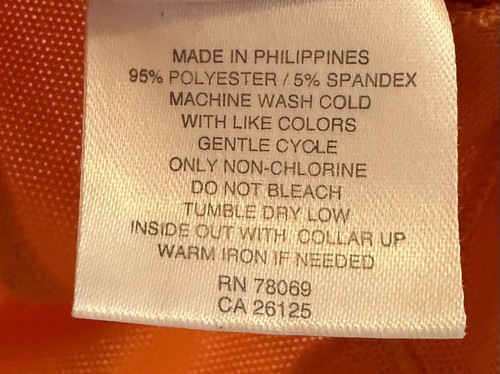 MADE IN PHILIPPINES
95% POLYESTER / 5% SPANDEX
MACHINE WASH COLD
WITH LIKE COLORS
GENTLE CYCLE
ONLY NON-CHLORINE
DO NOT BLEACH
TUMBLE DRY LOW
INSIDE OUT WITH COLLAR UP
WARM IRON IF NEEDED
RN 78069
CA 26125